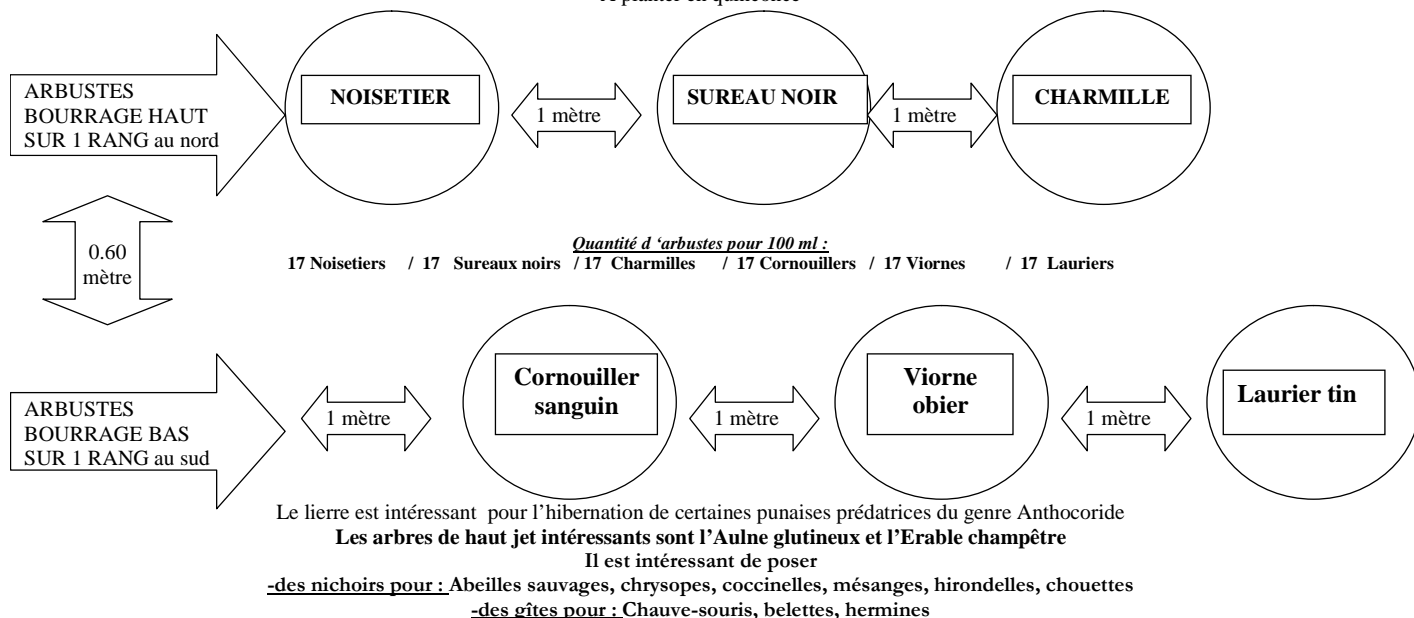 A planter en quinconce
ARBUSTES
BOURRAGE HAUT
SUR 1 RANG au nord
NOISETIER
1 mètre
SUREAU NOIR
1 mètre
CHARMILLE
0.60
mètre
Quantité d ‘arbustes pour 100 ml :
17 Noisetiers / 17 Sureaux noirs / 17 Charmilles / 17 Cornouillers / 17 Viornes / 17 Lauriers
ARBUSTES
BOURRAGE BAS
SUR 1 RANG au sud
1 mètre
Cornouiller
sanguin
1 mètre
Viorne
obier
1 mètre
Laurier tin
Le lierre est intéressant pour l’hibernation de certaines punaises prédatrices du genre Anthocoride
Les arbres de haut jet intéressants sont l’Aulne glutineux et l’Erable champêtre
Il est intéressant de poser
-des nichoirs pour : Abeilles sauvages, chrysopes, coccinelles, mésanges, hirondelles, chouettes
-des gîtes pour : Chauve-souris, belettes, hermines